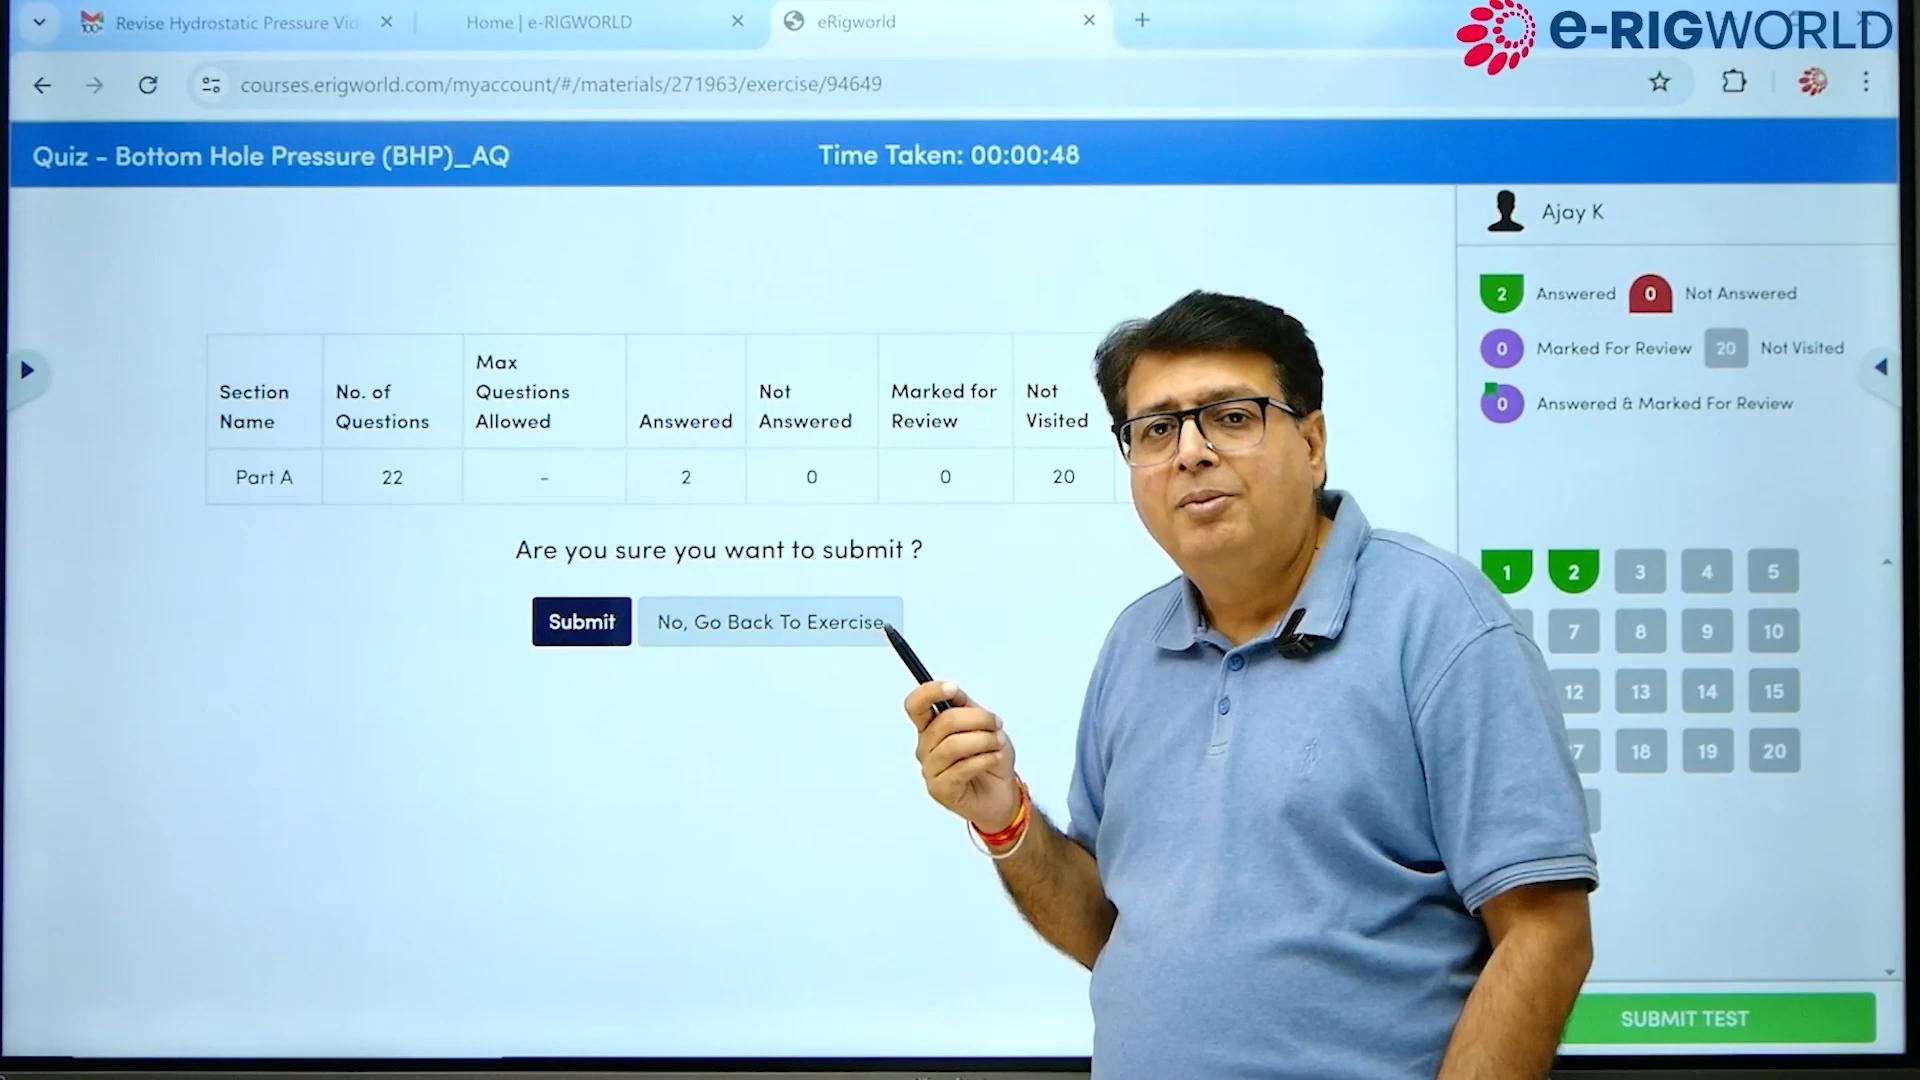 Revise Hydrostatic Pressure Vid
Home | e-RIGWORLD
eRigworld
e-RIGWORLD
courses.erigworld.com/myaccount/#/materials/271963/exercise/94649
Quiz - Bottom Hole Pressure (BHP)_AQ
Time Taken: 00:00:48
Ajay K
2 Answered 0 Not Answered
0 Marked For Review 20 Not Visited
0 Answered & Marked For Review
Section Name
No. of Questions
Max Questions Allowed
Answered
Not Answered
Marked for Review
Not Visited
Part A 22 - 2 0 0 20
Are you sure you want to submit ?
Submit
No, Go Back To Exercise
1 2 3 4 5
7 8 9 10
12 13 14 15
17 18 19 20
SUBMIT TEST